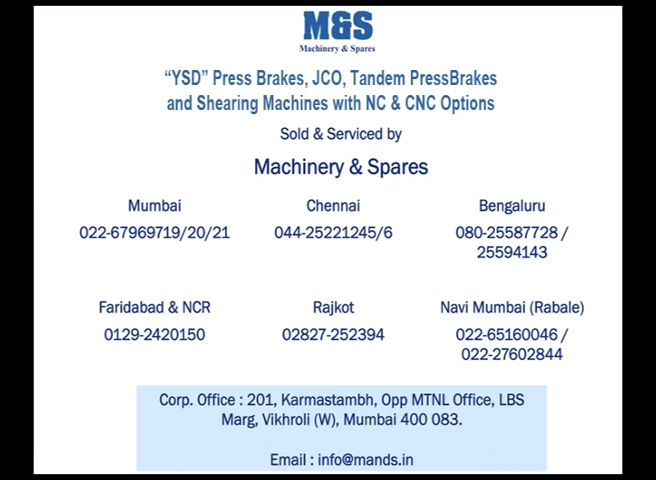 M&S
Machinery & Spares
“YSD” Press Brakes, JCO, Tandem PressBrakes
and Shearing Machines with NC & CNC Options
Sold & Serviced by
Machinery & Spares
Mumbai
022-67969719/20/21
Chennai
044-25221245/6
Bengaluru
080-25587728 /
25594143
Faridabad & NCR
0129-2420150
Rajkot
02827-252394
Navi Mumbai (Rabale)
022-65160046 /
022-27602844
Corp. Office : 201, Karmastambh, Opp MTNL Office, LBS
Marg, Vikhroli (W), Mumbai 400 083.
Email : info@mands.in